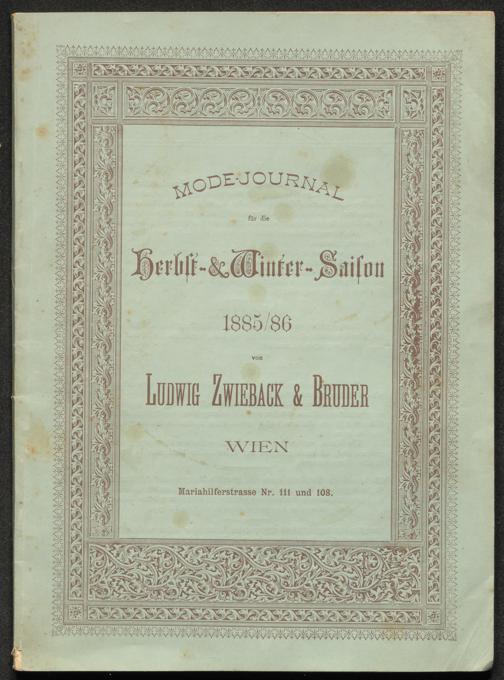 MODE-JOURNAL
für die
Herbst-& Winter-Saison
1885/86
von
LUDWIG ZWIEBACK & BRUDER
WIEN
Mariahilferstrasse Nr. 111 und 108.